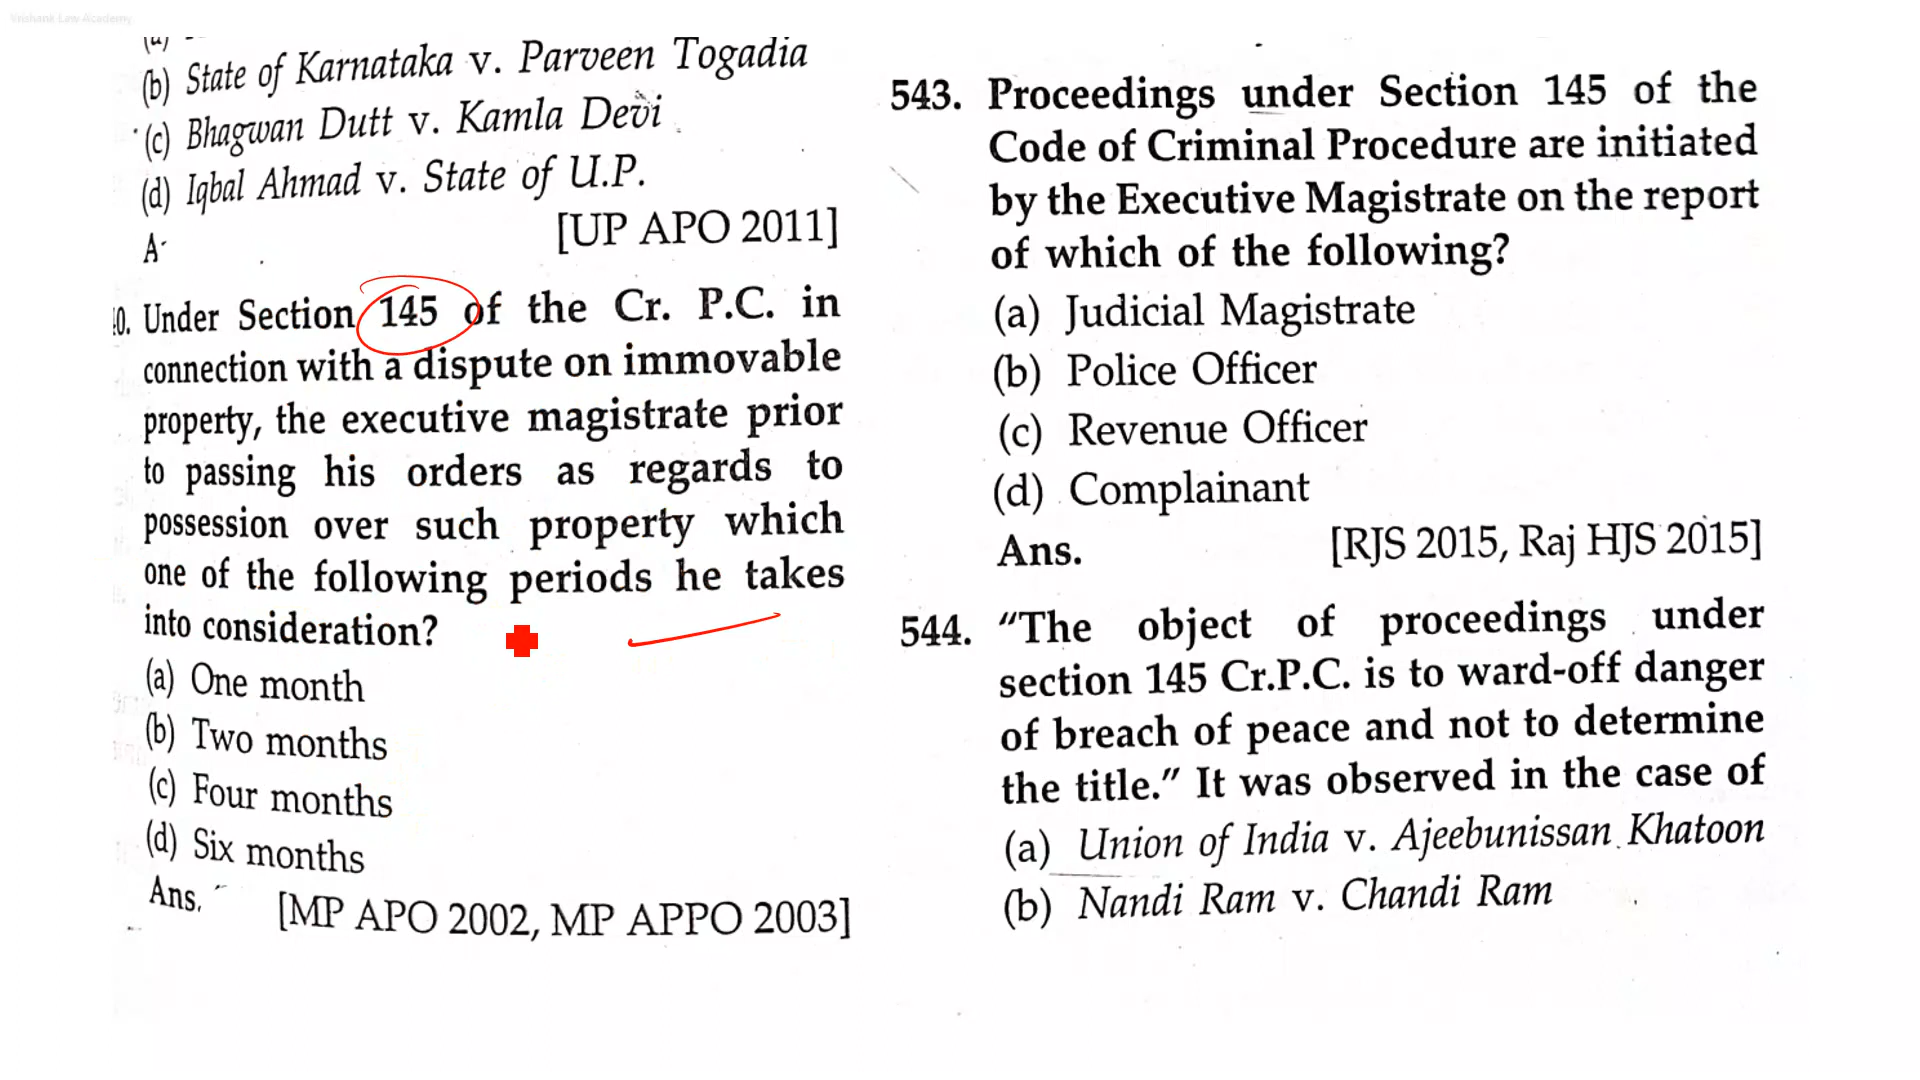 Vrishank Law Academy
(b) State of Karnataka v. Parveen Togadia
(c) Bhagwan Dutt v. Kamla Devi
(d) Iqbal Ahmad v. State of U.P.
[UP APO 2011]
0. Under Section 145 of the Cr. P.C. in
connection with a dispute on immovable
property, the executive magistrate prior
to passing his orders as regards to
possession over such property which
one of the following periods he takes
into consideration?
(a) One month
(b) Two months
(c) Four months
(d) Six months
Ans.
[MP APO 2002, MP APPO 2003]
543. Proceedings under Section 145 of the
Code of Criminal Procedure are initiated
by the Executive Magistrate on the report
of which of the following?
(a) Judicial Magistrate
(b) Police Officer
(c) Revenue Officer
(d) Complainant
Ans. [RJS 2015, Raj HJS 2015]
544. "The object of proceedings under
section 145 Cr.P.C. is to ward-off danger
of breach of peace and not to determine
the title." It was observed in the case of
(a) Union of India v. Ajeebunissan Khatoon
(b) Nandi Ram v. Chandi Ram